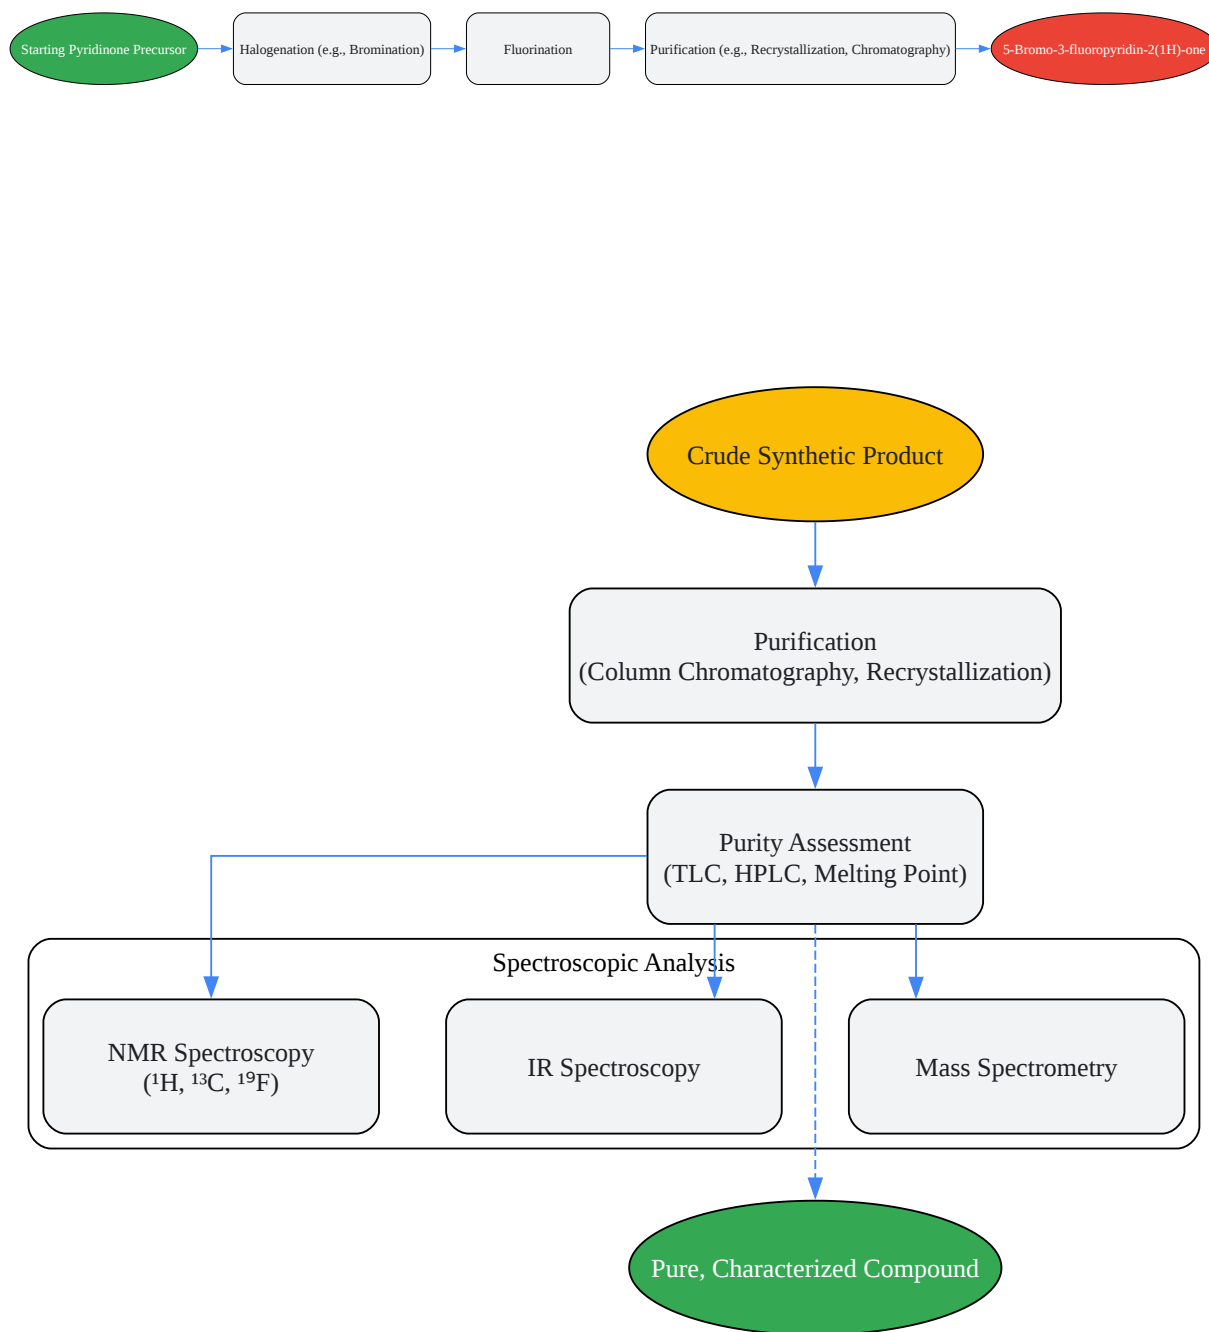 Starting Pyridinone Precursor
Halogenation (e.g., Bromination)
Fluorination
Purification (e.g., Recrystallization, Chromatography)
5-Bromo-3-fluoropyridin-2(1H)-one
Crude Synthetic Product
Purification
(Column Chromatography, Recrystallization)
Purity Assessment
(TLC, HPLC, Melting Point)
Spectroscopic Analysis
NMR Spectroscopy
(¹H, ¹³C, ¹⁹F)
IR Spectroscopy
Mass Spectrometry
Pure, Characterized Compound